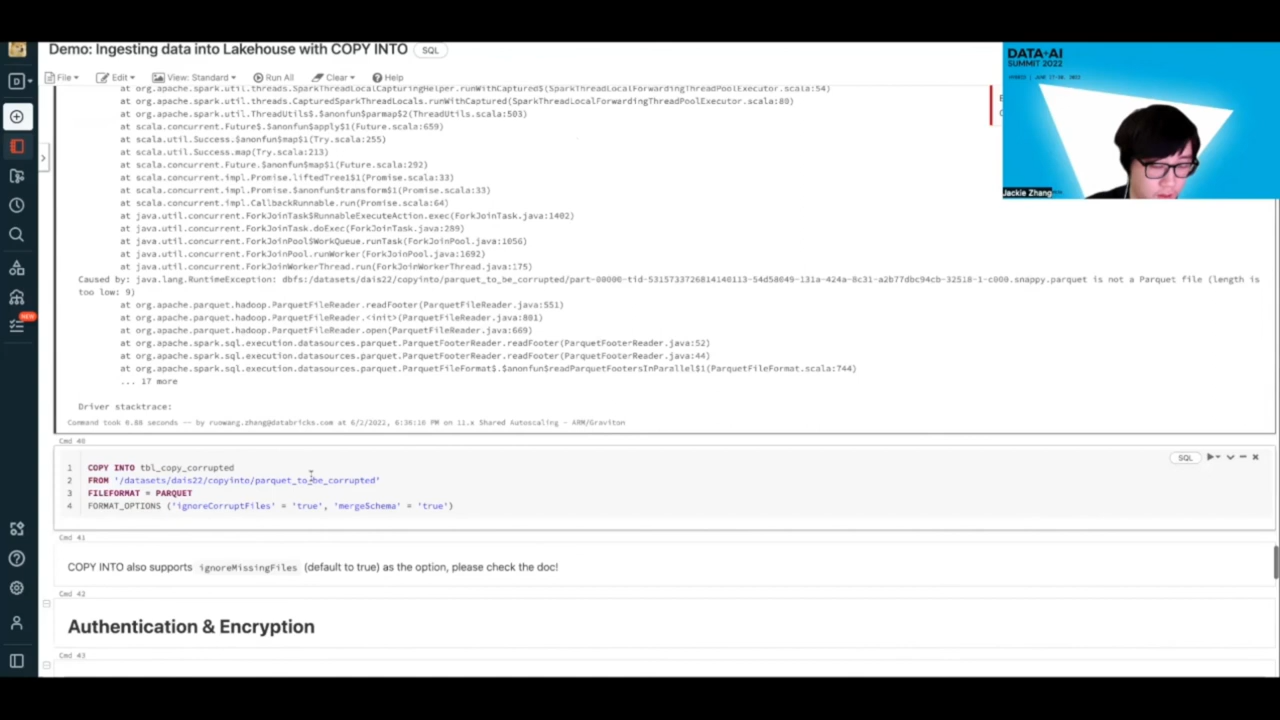 Demo: Ingesting data into Lakehouse with COPY INTO SQL
DATA+AI
SUMMIT 2022
File Edit View: Standard Run All Clear Help
at org.apache.spark.util.threads.SparkThreadLocalCapturingHelper.runWithCaptured$(SparkThreadLocalForwardingThreadPoolExecutor.scala:54)
at org.apache.spark.util.threads.CapturedSparkThreadLocals.runWithCaptured(SparkThreadLocalForwardingThreadPoolExecutor.scala:89)
at org.apache.spark.util.ThreadUtils$.$anonfun$parmap$2(ThreadUtils.scala:503)
at scala.concurrent.Future$.$anonfun$apply$1(Future.scala:659)
at scala.util.Success.$anonfun$map$1(Try.scala:255)
at scala.util.Success.map(Try.scala:213)
at scala.concurrent.Future.$anonfun$map$1(Future.scala:292)
at scala.concurrent.impl.Promise.liftedTree1$1(Promise.scala:33)
at scala.concurrent.impl.Promise.$anonfun$transform$1(Promise.scala:33)
at scala.concurrent.impl.CallbackRunnable.run(Promise.scala:64)
at java.util.concurrent.ForkJoinTask$RunnableExecuteAction.exec(ForkJoinTask.java:1402)
at java.util.concurrent.ForkJoinTask.doExec(ForkJoinTask.java:289)
at java.util.concurrent.ForkJoinPool$WorkQueue.runTask(ForkJoinPool.java:1056)
at java.util.concurrent.ForkJoinPool.runWorker(ForkJoinPool.java:1692)
at java.util.concurrent.ForkJoinWorkerThread.run(ForkJoinWorkerThread.java:175)
Jackie Zhang
Caused by: java.lang.RuntimeException: dbfs:/datasets/dais22/copyinto/parquet_to_be_corrupted/part-00000-tid-5315733726814140113-54d58049-131a-424a-8c31-a2b77dbc94cb-32518-1-c000.snappy.parquet is not a Parquet file (length is
too low: 9)
at org.apache.parquet.hadoop.ParquetFileReader.readFooter(ParquetFileReader.java:551)
at org.apache.parquet.hadoop.ParquetFileReader.<init>(ParquetFileReader.java:801)
at org.apache.parquet.hadoop.ParquetFileReader.open(ParquetFileReader.java:669)
at org.apache.spark.sql.execution.datasources.parquet.ParquetFooterReader.readFooter(ParquetFooterReader.java:52)
at org.apache.spark.sql.execution.datasources.parquet.ParquetFooterReader.readFooter(ParquetFooterReader.java:44)
at org.apache.spark.sql.execution.datasources.parquet.ParquetFileFormat$.$anonfun$readParquetFootersInParallel$1(ParquetFileFormat.scala:744)
... 17 more
Driver stacktrace:
Command took 0.88 seconds -- by ruowang.zhang@databricks.com at 6/2/2022, 6:36:18 PM on 11.x Shared Autoscaling - ARM/Graviton
Cmd 40
SQL
1 COPY INTO tbl_copy_corrupted
2 FROM '/datasets/dais22/copyinto/parquet_to_be_corrupted'
3 FILEFORMAT = PARQUET
4 FORMAT_OPTIONS ('ignoreCorruptFiles' = 'true', 'mergeSchema' = 'true')
Cmd 41
COPY INTO also supports ignoreMissingFiles (default to true) as the option, please check the doc!
Cmd 42
Authentication & Encryption
Cmd 43
NEW